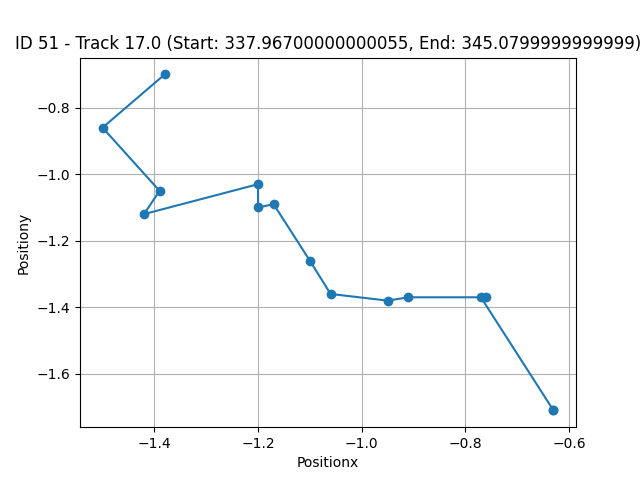 ID 51 - Track 17.0 (Start: 337.96700000000055, End: 345.0799999999999)
−0.8
−1.0
−1.2
−1.4
−1.6
Positiony
−1.4 −1.2 −1.0 −0.8 −0.6
Positionx